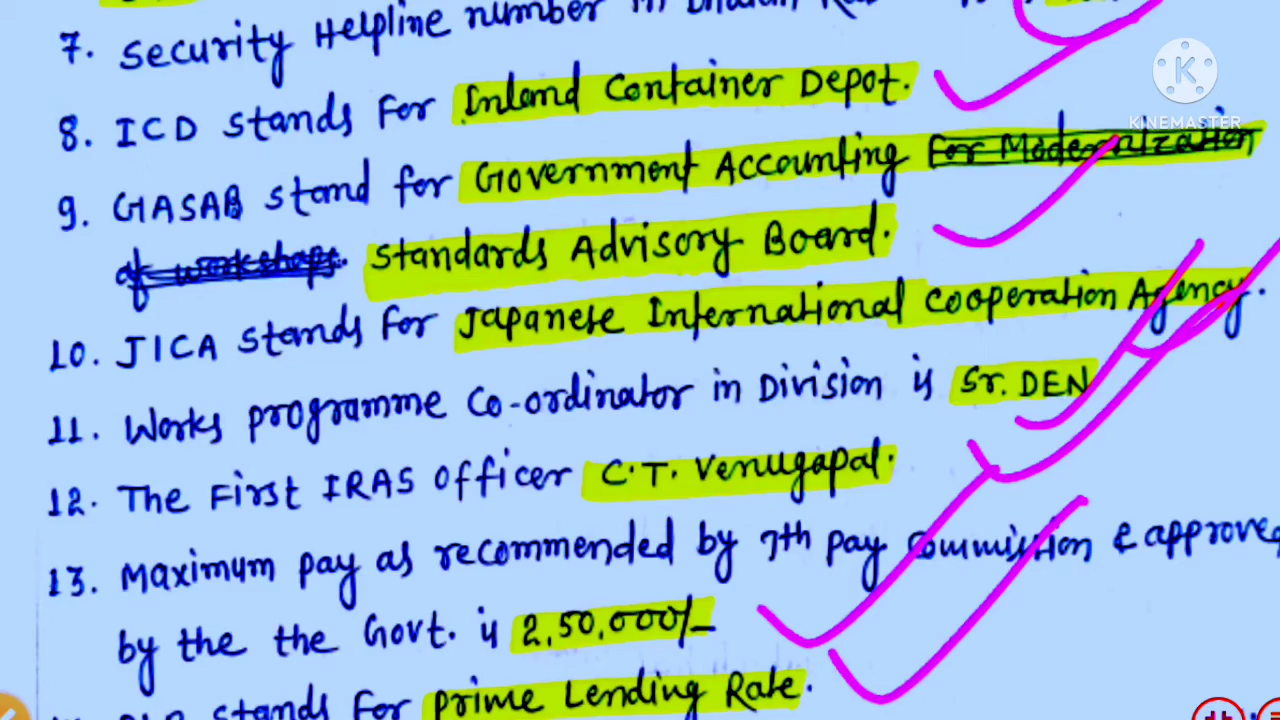 7. Security Helpline number in
8. ICD stands for Inland Container Depot.
KINEMASTER
9. GASAB stand for Government Accounting for Modernization
of workshops. Standards Advisory Board.
10. JICA stands for Japanese International Cooperation Agency.
11. Works programme Co-ordinator in Division is Sr. DEN
12. The First IRAS Officer C.T. Venugapal.
13. Maximum pay as recommended by 7th pay Commission & approved
by the the Govt. is 2,50,000/-
stands for Prime Lending Rate.